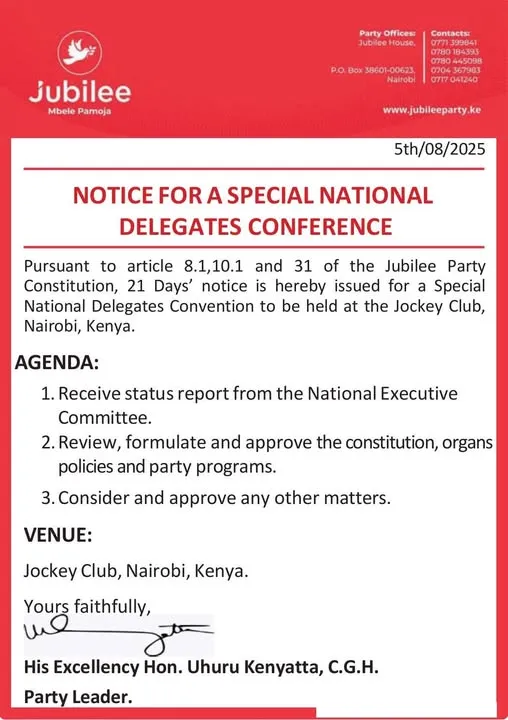 Jubilee
Mbele Pamoja
Party Offices:
Jubilee House,
P.O. Box 38601-00623,
Nairobi
Contacts:
0771 399841
0780 184393
0780 445098
0704 367983
0717 041240
www.jubileeparty.ke
5th/08/2025
NOTICE FOR A SPECIAL NATIONAL
DELEGATES CONFERENCE
Pursuant to article 8.1,10.1 and 31 of the Jubilee Party
Constitution, 21 Days’ notice is hereby issued for a Special
National Delegates Convention to be held at the Jockey Club,
Nairobi, Kenya.
AGENDA:
1. Receive status report from the National Executive
Committee.
2. Review, formulate and approve the constitution, organs
policies and party programs.
3. Consider and approve any other matters.
VENUE:
Jockey Club, Nairobi, Kenya.
Yours faithfully,
His Excellency Hon. Uhuru Kenyatta, C.G.H.
Party Leader.